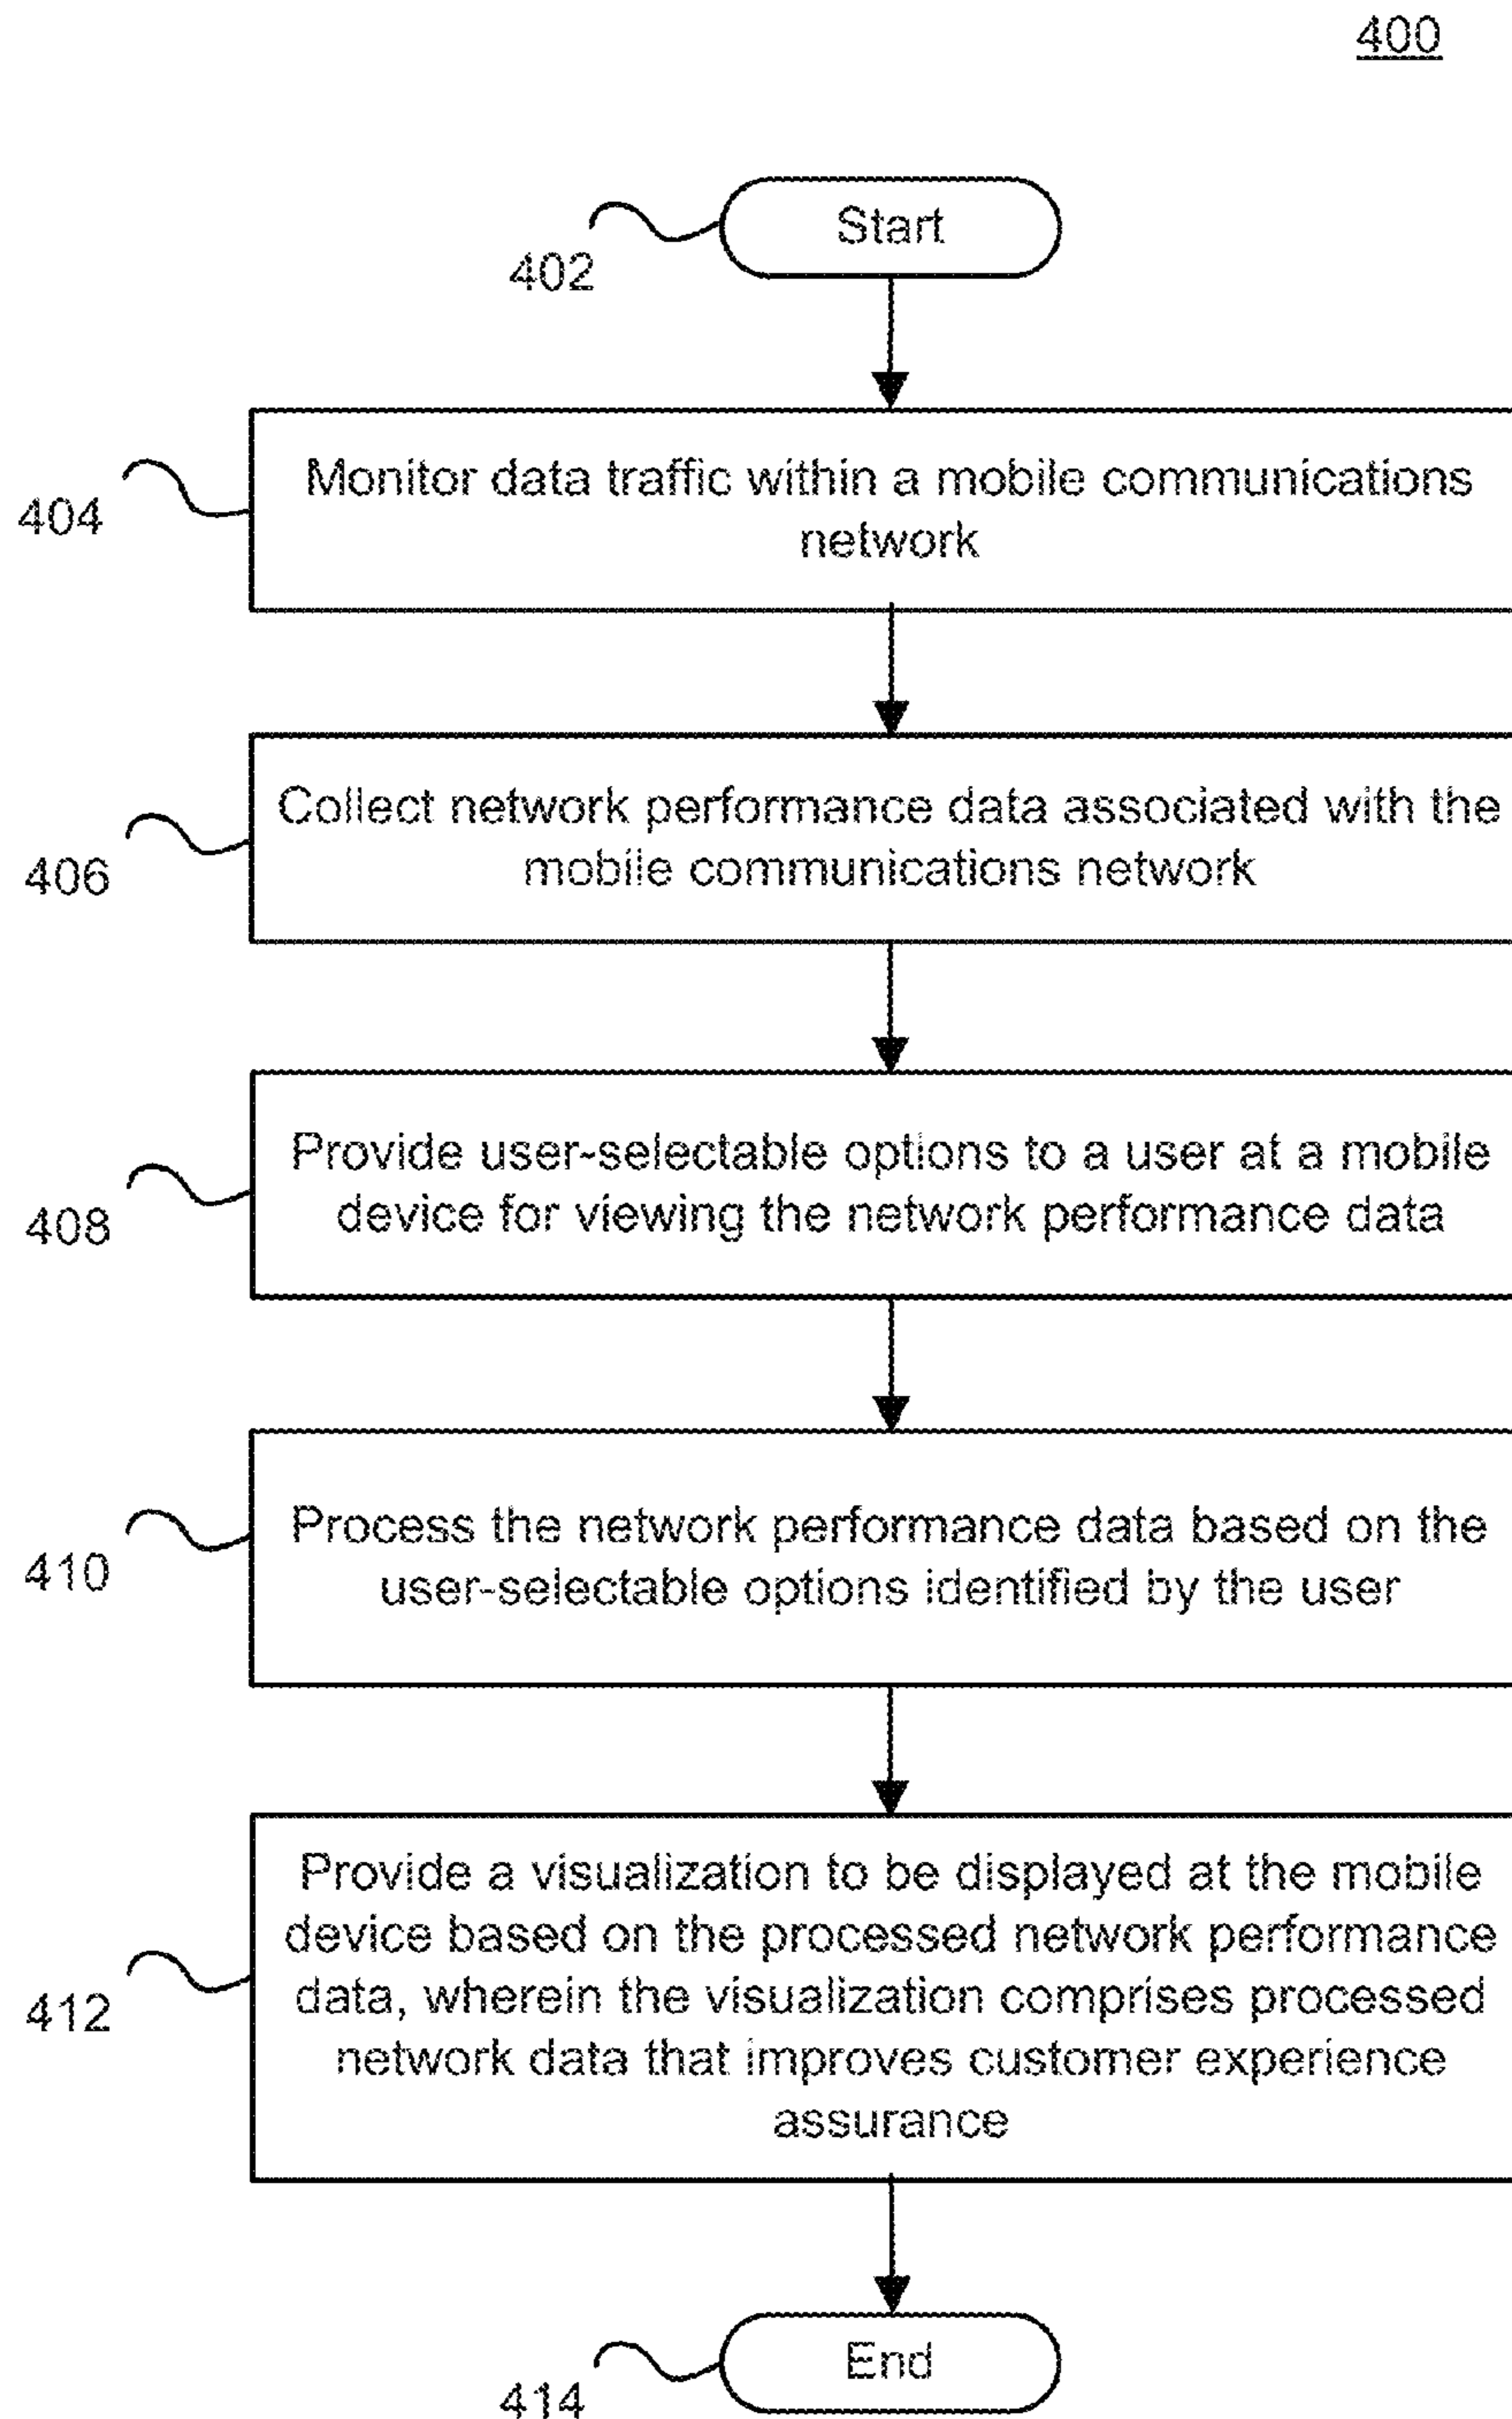 400
Start
402
Monitor data traffic within a mobile communications
network
404
Collect network performance data associated with the
mobile communications network
406
Provide user-selectable options to a user at a mobile
device for viewing the network performance data
408
Process the network performance data based on the
user-selectable options identified by the user
410
Provide a visualization to be displayed at the mobile
device based on the processed network performance
data, wherein the visualization comprises processed
network data that improves customer experience
assurance
412
End
414